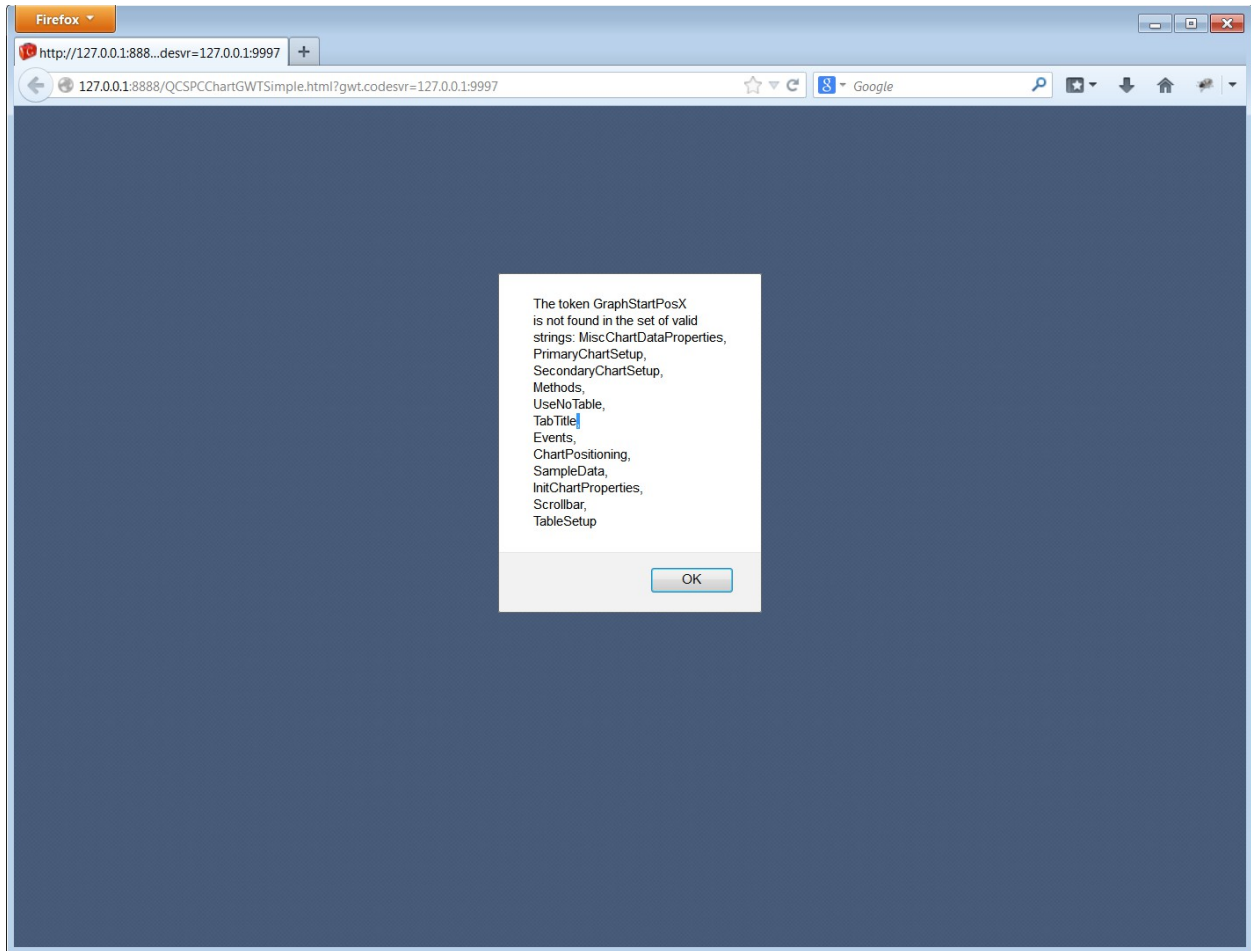 Firefox
http://127.0.0.1:888...desvr=127.0.0.1:9997
127.0.0.1:8888/QCSPCChartGWTSimple.html?gwt.codesvr=127.0.0.1:9997
8 Google
The token GraphStartPosX
is not found in the set of valid
strings: MiscChartDataProperties,
PrimaryChartSetup,
SecondaryChartSetup,
Methods,
UseNoTable,
TabTitle,
Events,
ChartPositioning,
SampleData,
InitChartProperties,
Scrollbar,
TableSetup
OK